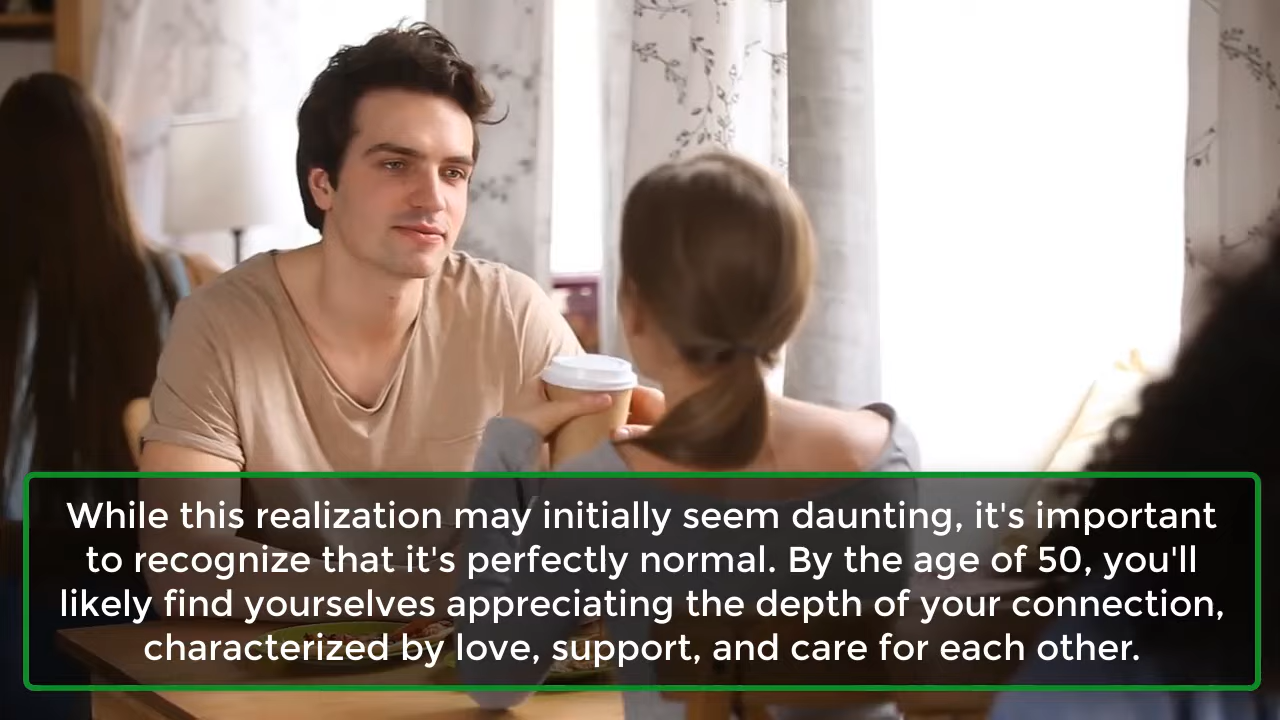 While this realization may initially seem daunting, it's important
to recognize that it's perfectly normal. By the age of 50, you'll
likely find yourselves appreciating the depth of your connection,
characterized by love, support, and care for each other.